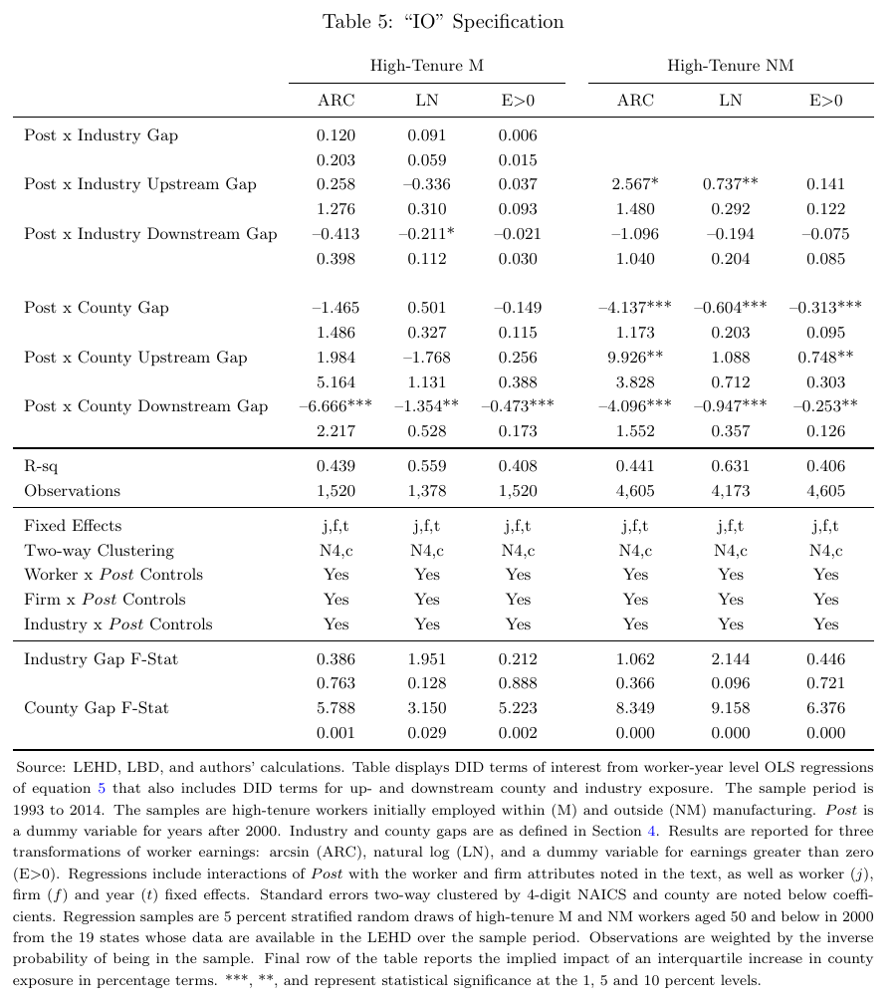 Table 5: “IO” Specification
High-Tenure M High-Tenure NM
ARC LN E>0 ARC LN E>0
Post x Industry Gap 0.120 0.091 0.006
0.203 0.059 0.015
Post x Industry Upstream Gap 0.258 –0.336 0.037 2.567* 0.737** 0.141
1.276 0.310 0.093 1.480 0.292 0.122
Post x Industry Downstream Gap –0.413 –0.211* –0.021 –1.096 –0.194 –0.075
0.398 0.112 0.030 1.040 0.204 0.085
Post x County Gap –1.465 0.501 –0.149 –4.137*** –0.604*** –0.313***
1.486 0.327 0.115 1.173 0.203 0.095
Post x County Upstream Gap 1.984 –1.768 0.256 9.926** 1.088 0.748**
5.164 1.131 0.388 3.828 0.712 0.303
Post x County Downstream Gap –6.666*** –1.354** –0.473*** –4.096*** –0.947*** –0.253**
2.217 0.528 0.173 1.552 0.357 0.126
R-sq 0.439 0.559 0.408 0.441 0.631 0.406
Observations 1,520 1,378 1,520 4,605 4,173 4,605
Fixed Effects j,f,t j,f,t j,f,t j,f,t j,f,t j,f,t
Two-way Clustering N4,c N4,c N4,c N4,c N4,c N4,c
Worker x Post Controls Yes Yes Yes Yes Yes Yes
Firm x Post Controls Yes Yes Yes Yes Yes Yes
Industry x Post Controls Yes Yes Yes Yes Yes Yes
Industry Gap F-Stat 0.386 1.951 0.212 1.062 2.144 0.446
0.763 0.128 0.888 0.366 0.096 0.721
County Gap F-Stat 5.788 3.150 5.223 8.349 9.158 6.376
0.001 0.029 0.002 0.000 0.000 0.000
Source: LEHD, LBD, and authors’ calculations. Table displays DID terms of interest from worker-year level OLS regressions
of equation 5 that also includes DID terms for up- and downstream county and industry exposure. The sample period is
1993 to 2014. The samples are high-tenure workers initially employed within (M) and outside (NM) manufacturing. Post is
a dummy variable for years after 2000. Industry and county gaps are as defined in Section 4. Results are reported for three
transformations of worker earnings: arcsin (ARC), natural log (LN), and a dummy variable for earnings greater than zero
(E>0). Regressions include interactions of Post with the worker and firm attributes noted in the text, as well as worker (j),
firm (f) and year (t) fixed effects. Standard errors two-way clustered by 4-digit NAICS and county are noted below coeffi-
cients. Regression samples are 5 percent stratified random draws of high-tenure M and NM workers aged 50 and below in 2000
from the 19 states whose data are available in the LEHD over the sample period. Observations are weighted by the inverse
probability of being in the sample. Final row of the table reports the implied impact of an interquartile increase in county
exposure in percentage terms. ***, **, and represent statistical significance at the 1, 5 and 10 percent levels.